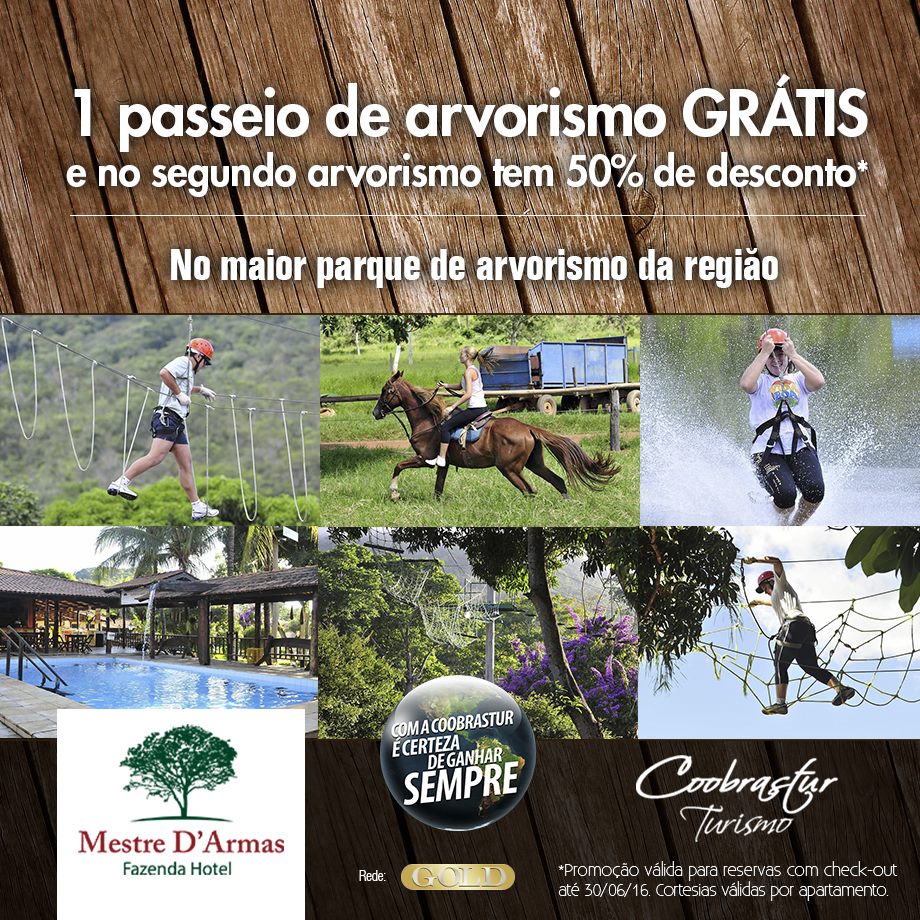 1 passeio de arvorismo GRÁTIS
e no segundo arvorismo tem 50% de desconto*
No maior parque de arvorismo da região
COM A COOBRASTUR
É CERTEZA
DE GANHAR
SEMPRE
Mestre D'Armas
Fazenda Hotel
Coobrastur
Turismo
Rede: GOLD
*Promoção válida para reservas com check-out
até 30/06/16. Cortesias válidas por apartamento.